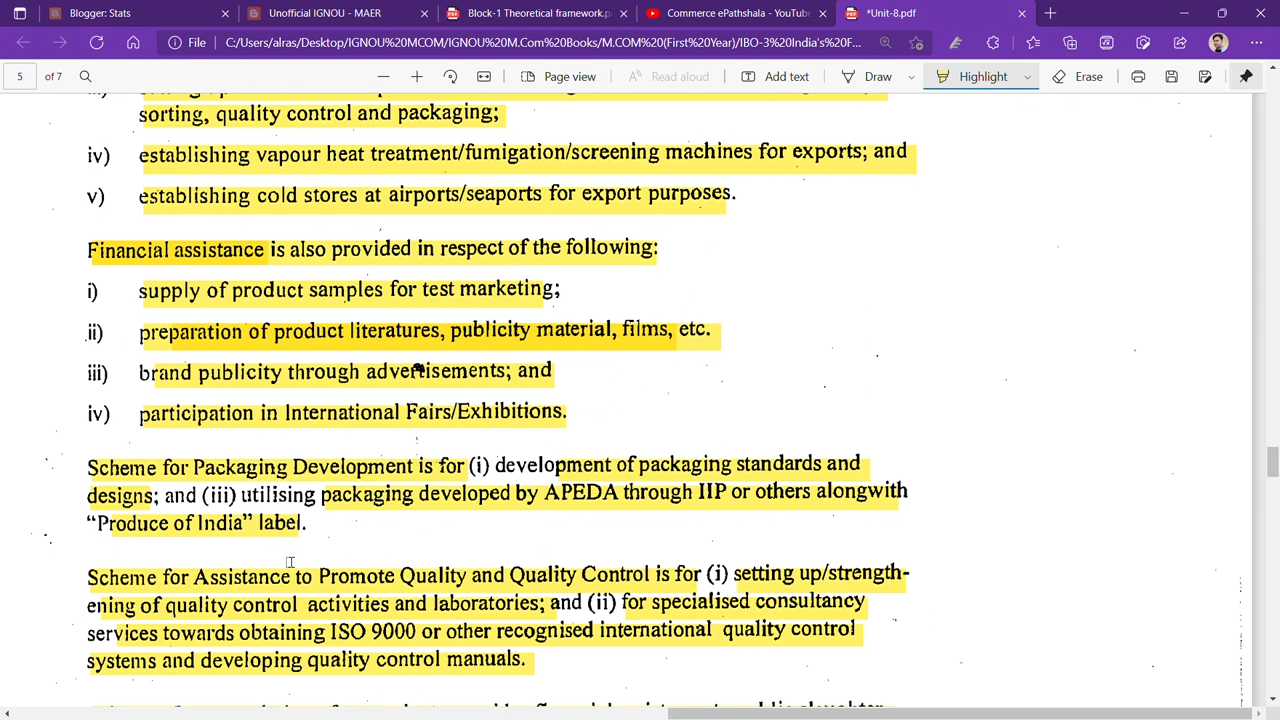 Blogger: Stats
Unofficial IGNOU - MAER
Block-1 Theoretical framework.p
Commerce ePathshala - YouTube
*Unit-8.pdf
File
C:/Users/alras/Desktop/IGNOU%20MCOM/IGNOU%20M.Com%20Books/M.COM%20(First%20Year)/IBO-3%20India's%20F...
5 of 7
Page view
Read aloud
Add text
Draw
Highlight
Erase
sorting, quality control and packaging;
iv) establishing vapour heat treatment/fumigation/screening machines for exports; and
v) establishing cold stores at airports/seaports for export purposes.
Financial assistance is also provided in respect of the following:
i) supply of product samples for test marketing;
ii) preparation of product literatures, publicity material, films, etc.
iii) brand publicity through advertisements; and
iv) participation in International Fairs/Exhibitions.
Scheme for Packaging Development is for (i) development of packaging standards and
designs; and (iii) utilising packaging developed by APEDA through IIP or others alongwith
“Produce of India” label.
Scheme for Assistance to Promote Quality and Quality Control is for (i) setting up/strength-
ening of quality control activities and laboratories; and (ii) for specialised consultancy
services towards obtaining ISO 9000 or other recognised international quality control
systems and developing quality control manuals.